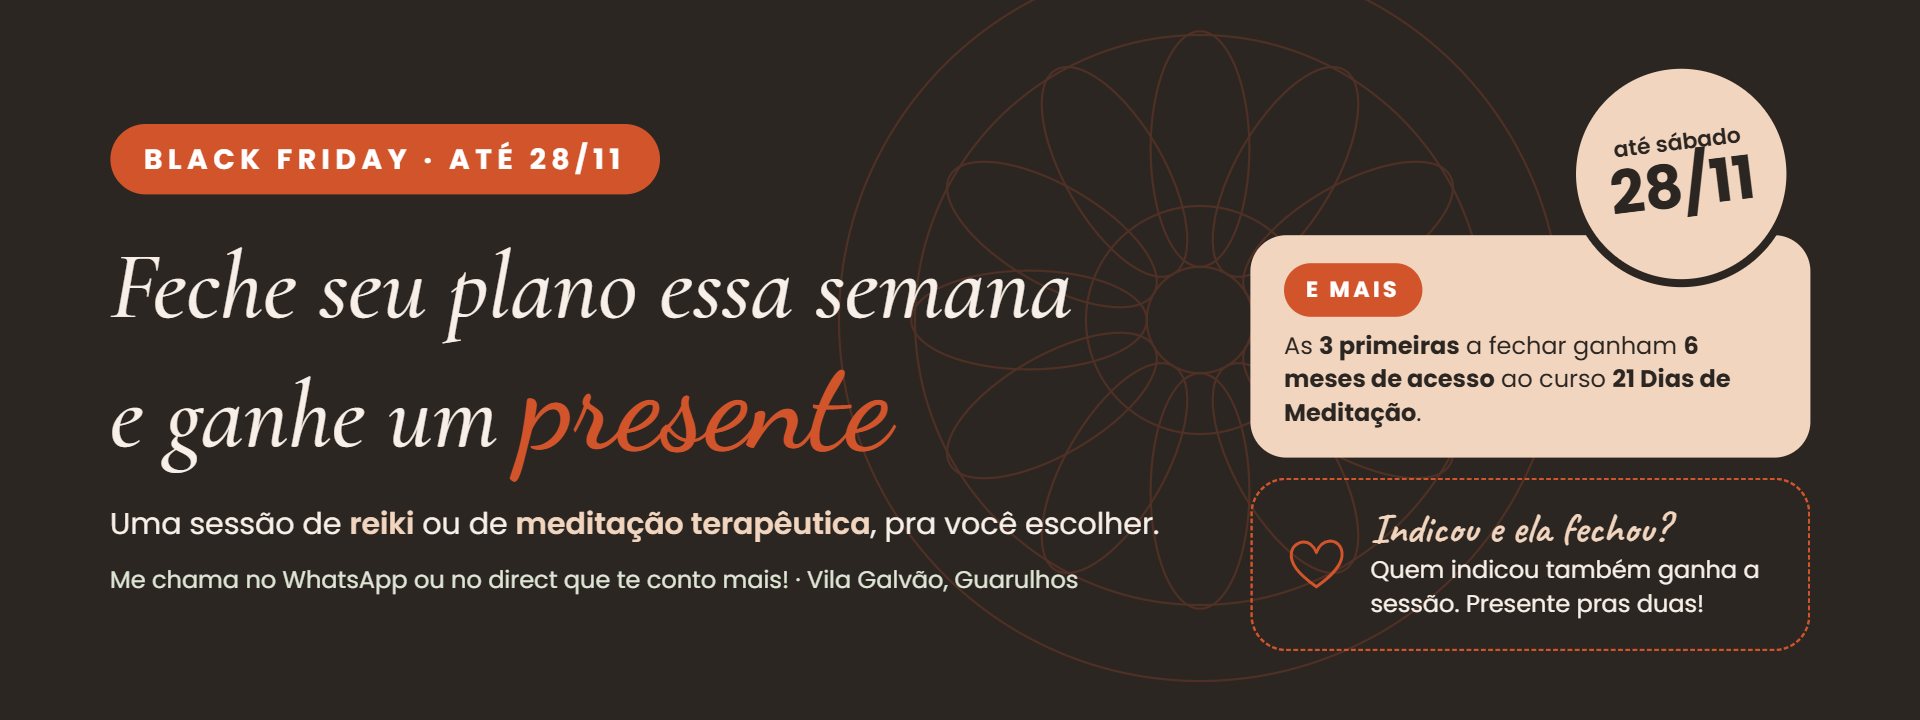 BLACK FRIDAY · ATÉ 28/11
Feche seu plano essa semana
e ganhe um presente
Uma sessão de reiki ou de meditação terapêutica, pra você escolher.
Me chama no WhatsApp ou no direct que te conto mais! · Vila Galvão, Guarulhos
até sábado
28/11
E MAIS
As 3 primeiras a fechar ganham 6
meses de acesso ao curso 21 Dias de
Meditação.
Indicou e ela fechou?
Quem indicou também ganha a
sessão. Presente pras duas!